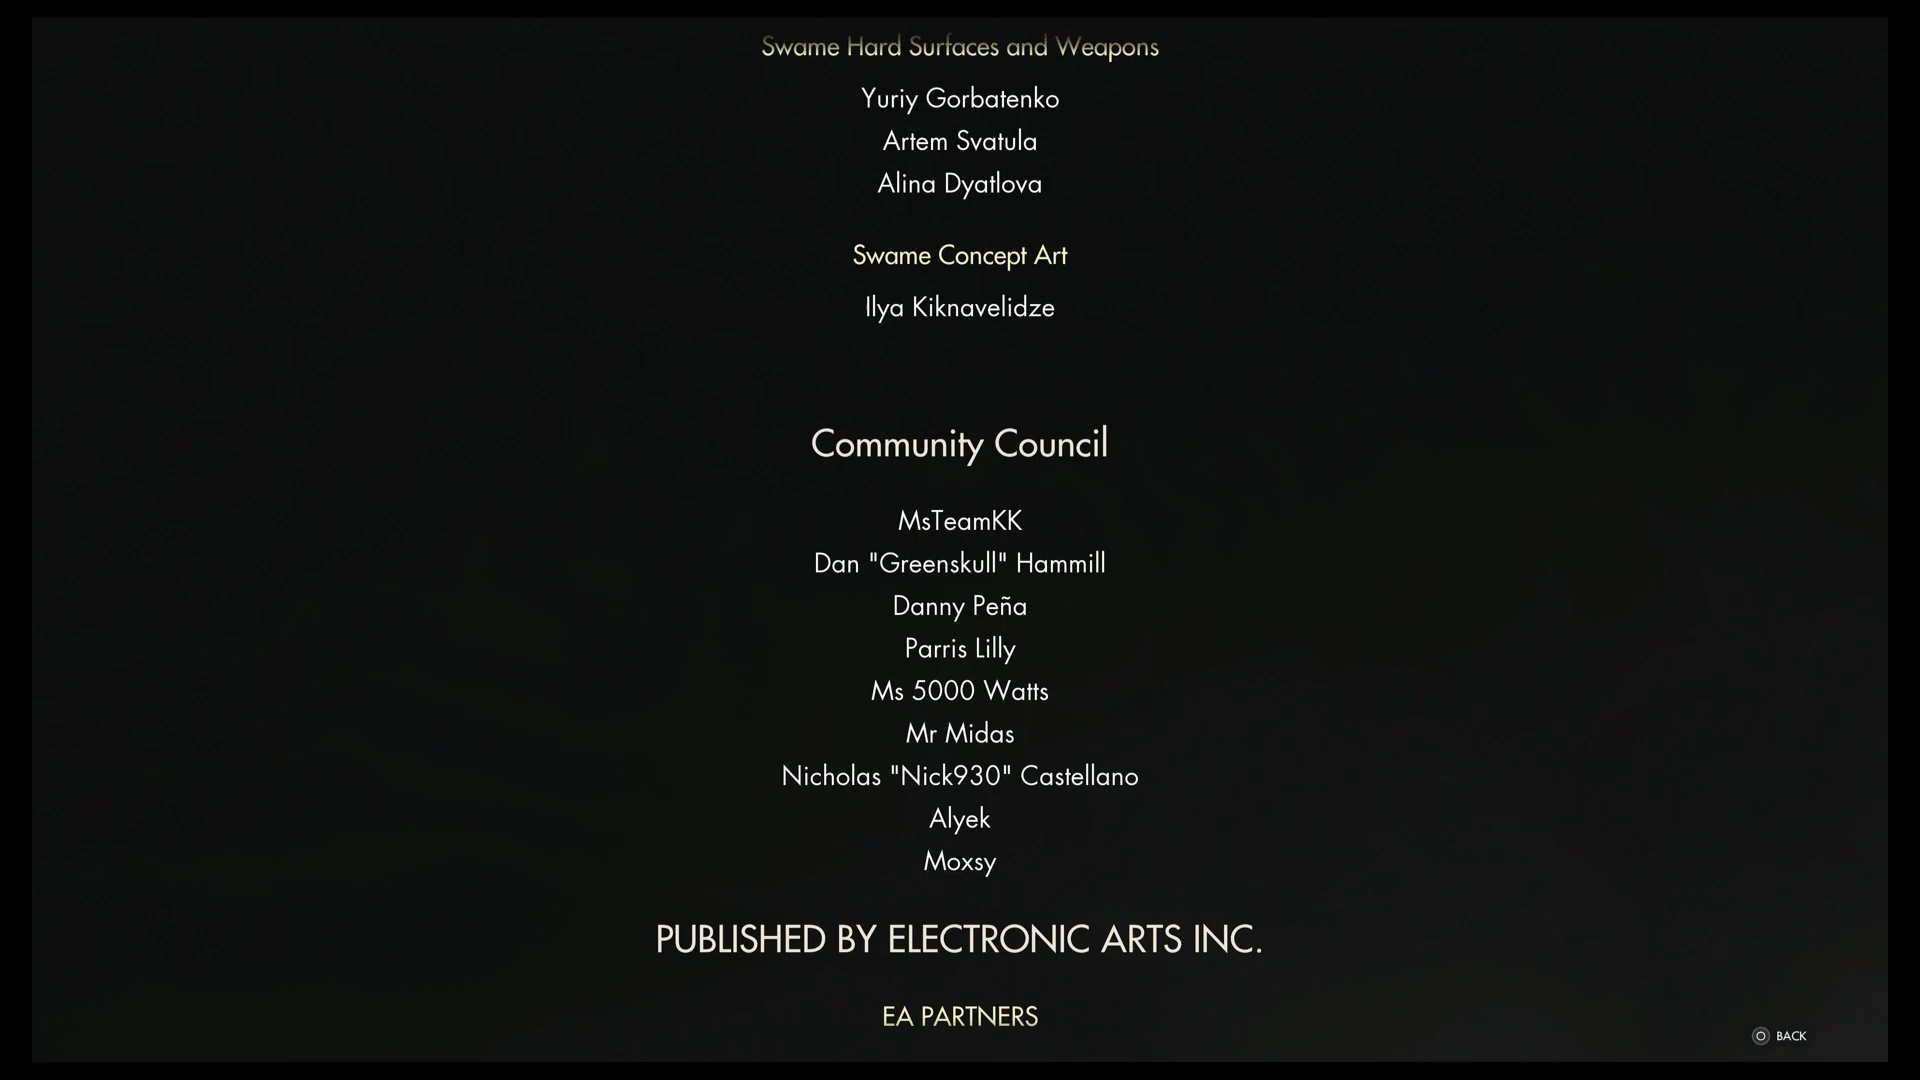 Swame Hard Surfaces and Weapons
Yuriy Gorbatenko
Artem Svatula
Alina Dyatlova
Swame Concept Art
Ilya Kiknavelidze
Community Council
MsTeamKK
Dan "Greenskull" Hammill
Danny Peña
Parris Lilly
Ms 5000 Watts
Mr Midas
Nicholas "Nick930" Castellano
Alyek
Moxsy
PUBLISHED BY ELECTRONIC ARTS INC.
EA PARTNERS
BACK